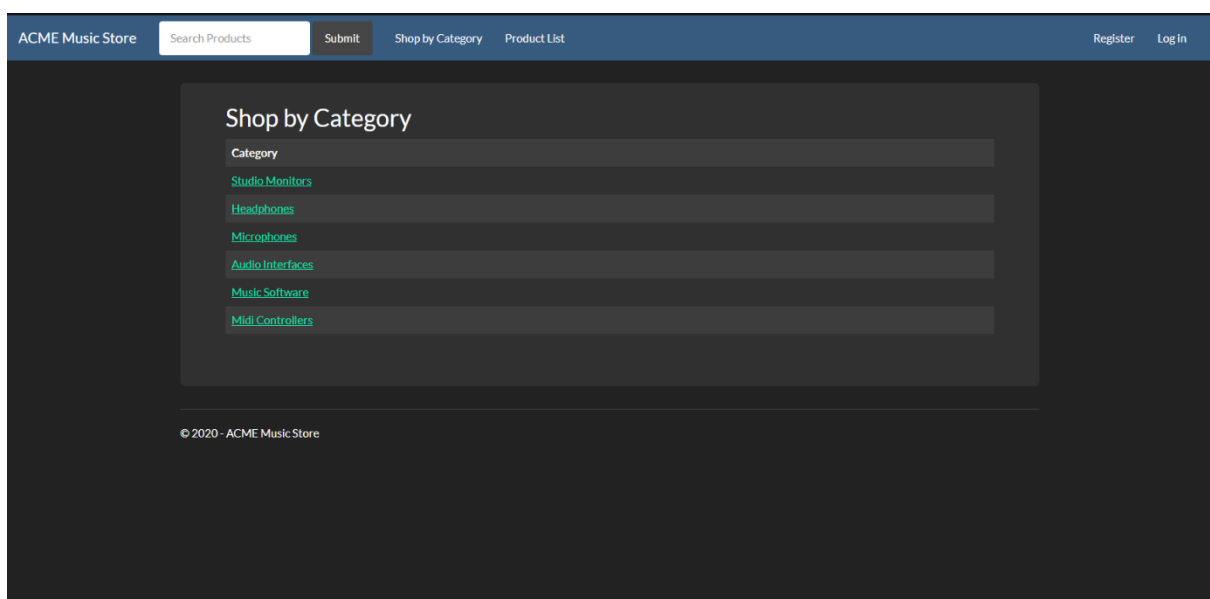 ACME Music Store Search Products Submit Shop by Category Product List Register Log in
Shop by Category
Category
Studio Monitors
Headphones
Microphones
Audio Interfaces
Music Software
Midi Controllers
© 2020 - ACME Music Store